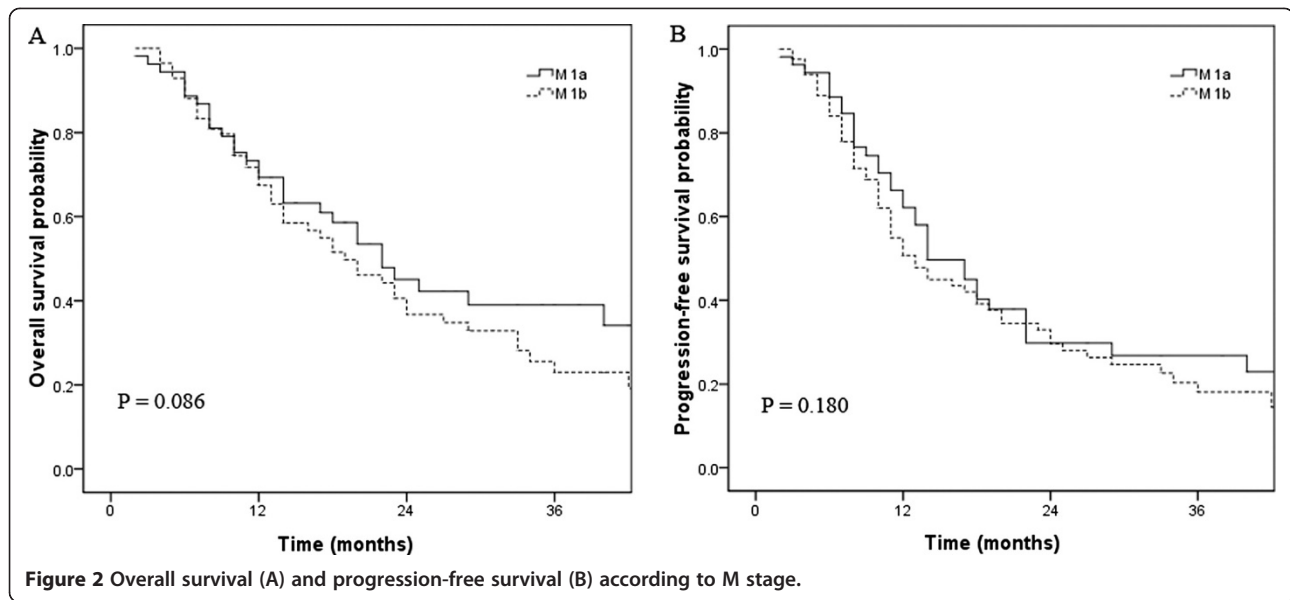 A
B
Overall survival probability
1.0
0.8
0.6
0.4
0.2
0.0
M 1a
M 1b
P = 0.086
0
12
24
36
Time (months)
Progression-free survival probability
1.0
0.8
0.6
0.4
0.2
0.0
M 1a
M 1b
P = 0.180
0
12
24
36
Time (months)
Figure 2 Overall survival (A) and progression-free survival (B) according to M stage.